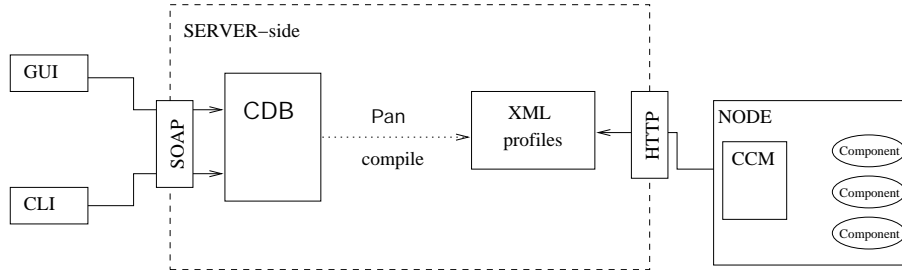 SERVER–side
GUI
CLI
SOAP
CDB
Pan
compile
XML
profiles
HTTP
NODE
CCM
Component
Component
Component